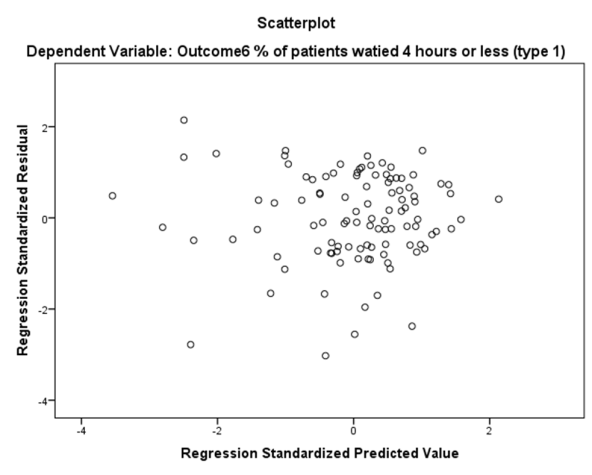 Scatterplot
Dependent Variable: Outcome6 % of patients watied 4 hours or less (type 1)
Regression Standardized Residual
2
0
-2
-4
-4 -2 0 2
Regression Standardized Predicted Value